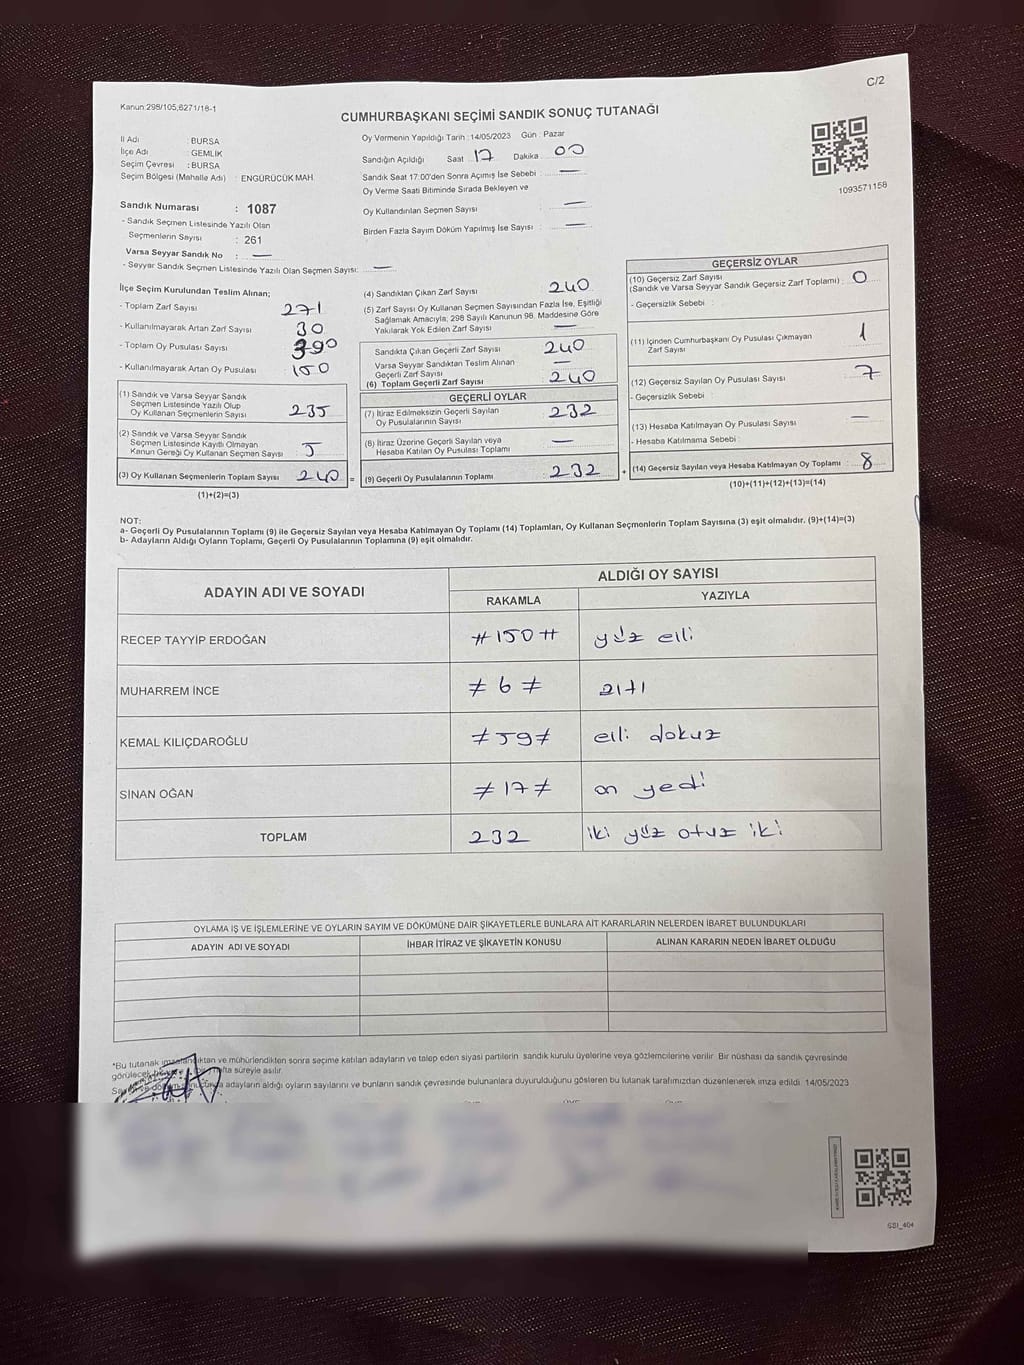 C/2
Kanun:298/105,6271/18-1
CUMHURBAŞKANI SEÇİMİ SANDIK SONUÇ TUTANAĞI
İl Adı : BURSA
İlçe Adı : GEMLİK
Seçim Çevresi : BURSA
Seçim Bölgesi (Mahalle Adı) : ENGÜRÜCÜK MAH.
Sandık Numarası : 1087
- Sandık Seçmen Listesinde Yazılı Olan
Seçmenlerin Sayısı : 261
Varsa Seyyar Sandık No : —
- Seyyar Sandık Seçmen Listesinde Yazılı Olan Seçmen Sayısı: —
Oy Vermenin Yapıldığı Tarih : 14/05/2023 Gün : Pazar
Sandığın Açıldığı Saat 17 Dakika 00
Sandık Saat 17:00'den Sonra Açımış İse Sebebi : —
Oy Verme Saati Bitiminde Sırada Bekleyen ve
Oy Kullandırılan Seçmen Sayısı : —
Birden Fazla Sayım Döküm Yapılmış İse Sayısı : —
1093571158
İlçe Seçim Kurulundan Teslim Alınan;
- Toplam Zarf Sayısı 271
- Kullanılmayarak Artan Zarf Sayısı 30
- Toplam Oy Pusulası Sayısı 390
- Kullanılmayarak Artan Oy Pusulası 150
(1) Sandık ve Varsa Seyyar Sandık
Seçmen Listesinde Yazılı Olup
Oy Kullanan Seçmenlerin Sayısı 235
(2) Sandık ve Varsa Seyyar Sandık
Seçmen Listesinde Kayıtlı Olmayan
Kanun Gereği Oy Kullanan Seçmen Sayısı 5
(3) Oy Kullanan Seçmenlerin Toplam Sayısı 240 =
(1)+(2)=(3)
(4) Sandıktan Çıkan Zarf Sayısı 240
(5) Zarf Sayısı Oy Kullanan Seçmen Sayısından Fazla İse, Eşitliği
Sağlamak Amacıyla, 298 Sayılı Kanunun 98. Maddesine Göre
Yakılarak Yok Edilen Zarf Sayısı —
Sandıkta Çıkan Geçerli Zarf Sayısı 240
Varsa Seyyar Sandıktan Teslim Alınan
Geçerli Zarf Sayısı —
(6) Toplam Geçerli Zarf Sayısı 240
GEÇERLİ OYLAR
(7) İtiraz Edilmeksizin Geçerli Sayılan
Oy Pusulalarının Sayısı 232
(8) İtiraz Üzerine Geçerli Sayılan veya
Hesaba Katılan Oy Pusulası Toplamı —
(9) Geçerli Oy Pusulalarının Toplamı 232 +
GEÇERSİZ OYLAR
(10) Geçersiz Zarf Sayısı
(Sandık ve Varsa Seyyar Sandık Geçersiz Zarf Toplamı) : 0
- Geçersizlik Sebebi :
(11) İçinden Cumhurbaşkanı Oy Pusulası Çıkmayan
Zarf Sayısı 1
(12) Geçersiz Sayılan Oy Pusulası Sayısı 7
- Geçersizlik Sebebi :
(13) Hesaba Katılmayan Oy Pusulası Sayısı —
- Hesaba Katılmama Sebebi :
(14) Geçersiz Sayılan veya Hesaba Katılmayan Oy Toplamı 8
(10)+(11)+(12)+(13)=(14)
NOT:
a- Geçerli Oy Pusulalarının Toplamı (9) ile Geçersiz Sayılan veya Hesaba Katılmayan Oy Toplamı (14) Toplamları, Oy Kullanan Seçmenlerin Toplam Sayısına (3) eşit olmalıdır. (9)+(14)=(3)
b- Adayların Aldığı Oyların Toplamı, Geçerli Oy Pusulalarının Toplamına (9) eşit olmalıdır.
ADAYIN ADI VE SOYADI ALDIĞI OY SAYISI
RAKAMLA YAZIYLA
RECEP TAYYİP ERDOĞAN #150# yüz elli
MUHARREM İNCE ≠ 6 ≠ altı
KEMAL KILIÇDAROĞLU ≠59≠ elli dokuz
SİNAN OĞAN ≠ 17 ≠ on yedi
TOPLAM 232 iki yüz otuz iki
OYLAMA İŞ VE İŞLEMLERİNE VE OYLARIN SAYIM VE DÖKÜMÜNE DAİR ŞİKAYETLERLE BUNLARA AİT KARARLARIN NELERDEN İBARET BULUNDUKLARI
ADAYIN ADI VE SOYADI İHBAR İTİRAZ VE ŞİKAYETİN KONUSU ALINAN KARARIN NEDEN İBARET OLDUĞU
*Bu tutanak imzalandıktan ve mühürlendikten sonra seçime katılan adayların ve talep eden siyasi partilerin sandık kurulu üyelerine veya gözlemcilerine verilir. Bir nüshası da sandık çevresinde
görülecek hafta süreyle asılır.
adayların aldığı oyların sayılarını ve bunların sandık çevresinde bulunanlara duyurulduğunu gösteren bu tutanak tarafımızdan düzenlenerek imza edildi. 14/05/2023
SSI_404